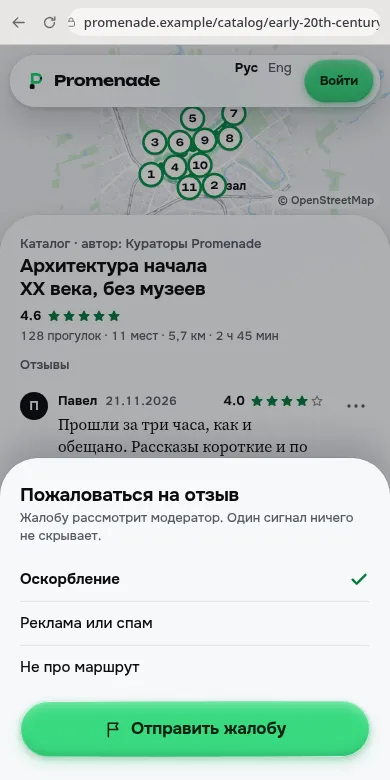 promenade.example/catalog/early-20th-century
Promenade
Рус Eng
Войти
5
7
3
6
9
8
1
4
10
11
2
зал
© OpenStreetMap
Каталог · автор: Кураторы Promenade
Архитектура начала
XX века, без музеев
4.6
128 прогулок · 11 мест · 5,7 км · 2 ч 45 мин
Отзывы
П
Павел 21.11.2026 4.0
Прошли за три часа, как и
обещано. Рассказы короткие и по
Пожаловаться на отзыв
Жалобу рассмотрит модератор. Один сигнал ничего
не скрывает.
Оскорбление
Реклама или спам
Не про маршрут
Отправить жалобу